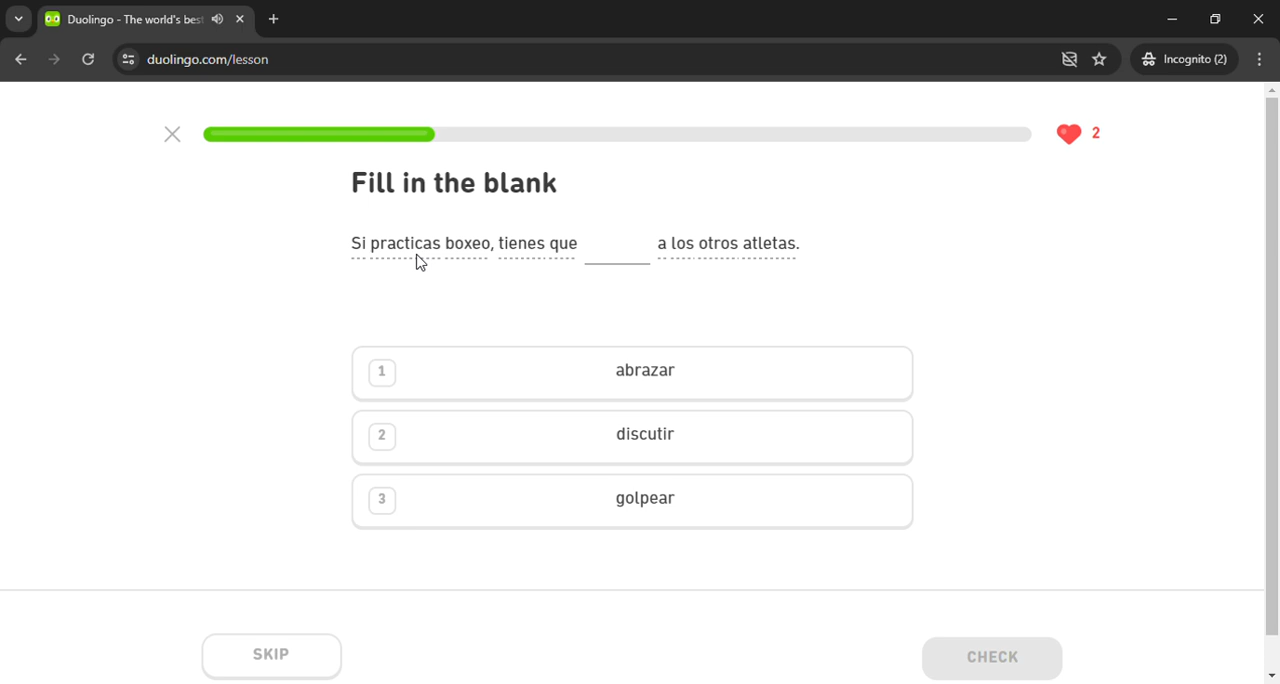 Duolingo - The world's best
duolingo.com/lesson
Incognito (2)
2
Fill in the blank
Si practicas boxeo, tienes que ______ a los otros atletas.
1 abrazar
2 discutir
3 golpear
SKIP
CHECK